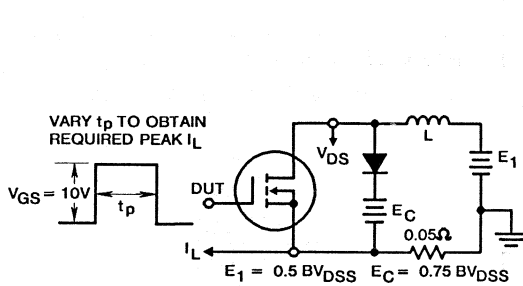 VARY tp TO OBTAIN
REQUIRED PEAK IL
VGS = 10V
tp
DUT
VDS
L
E1
EC
0.05Ω
IL
E1 = 0.5 BVDSS EC = 0.75 BVDSS